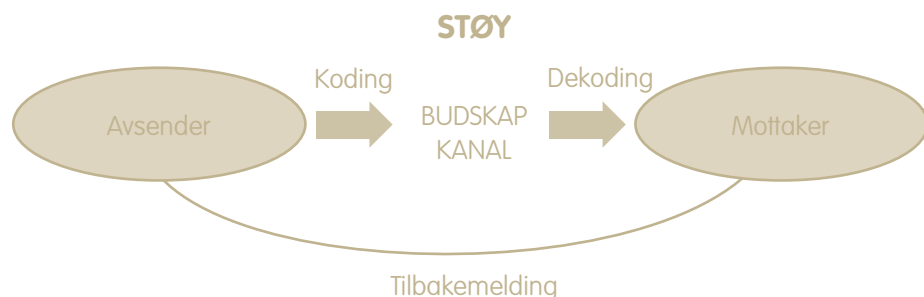 STØY
Koding
Dekoding
Avsender
BUDSKAP
KANAL
Mottaker
Tilbakemelding